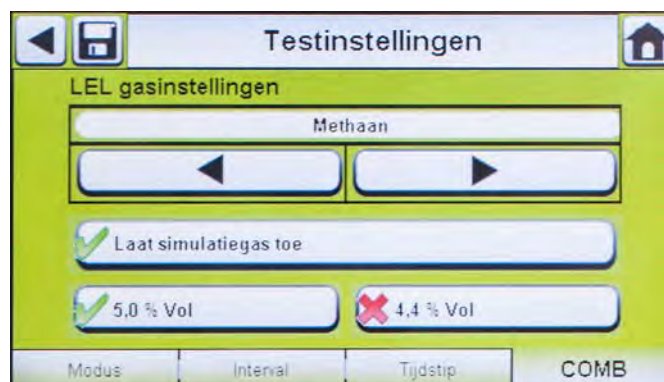 Testinstellingen
LEL gasinstellingen
Methaan
Laat simulatiegas toe
5,0 % Vol
4,4 % Vol
Modus Interval Tijdstip COMB